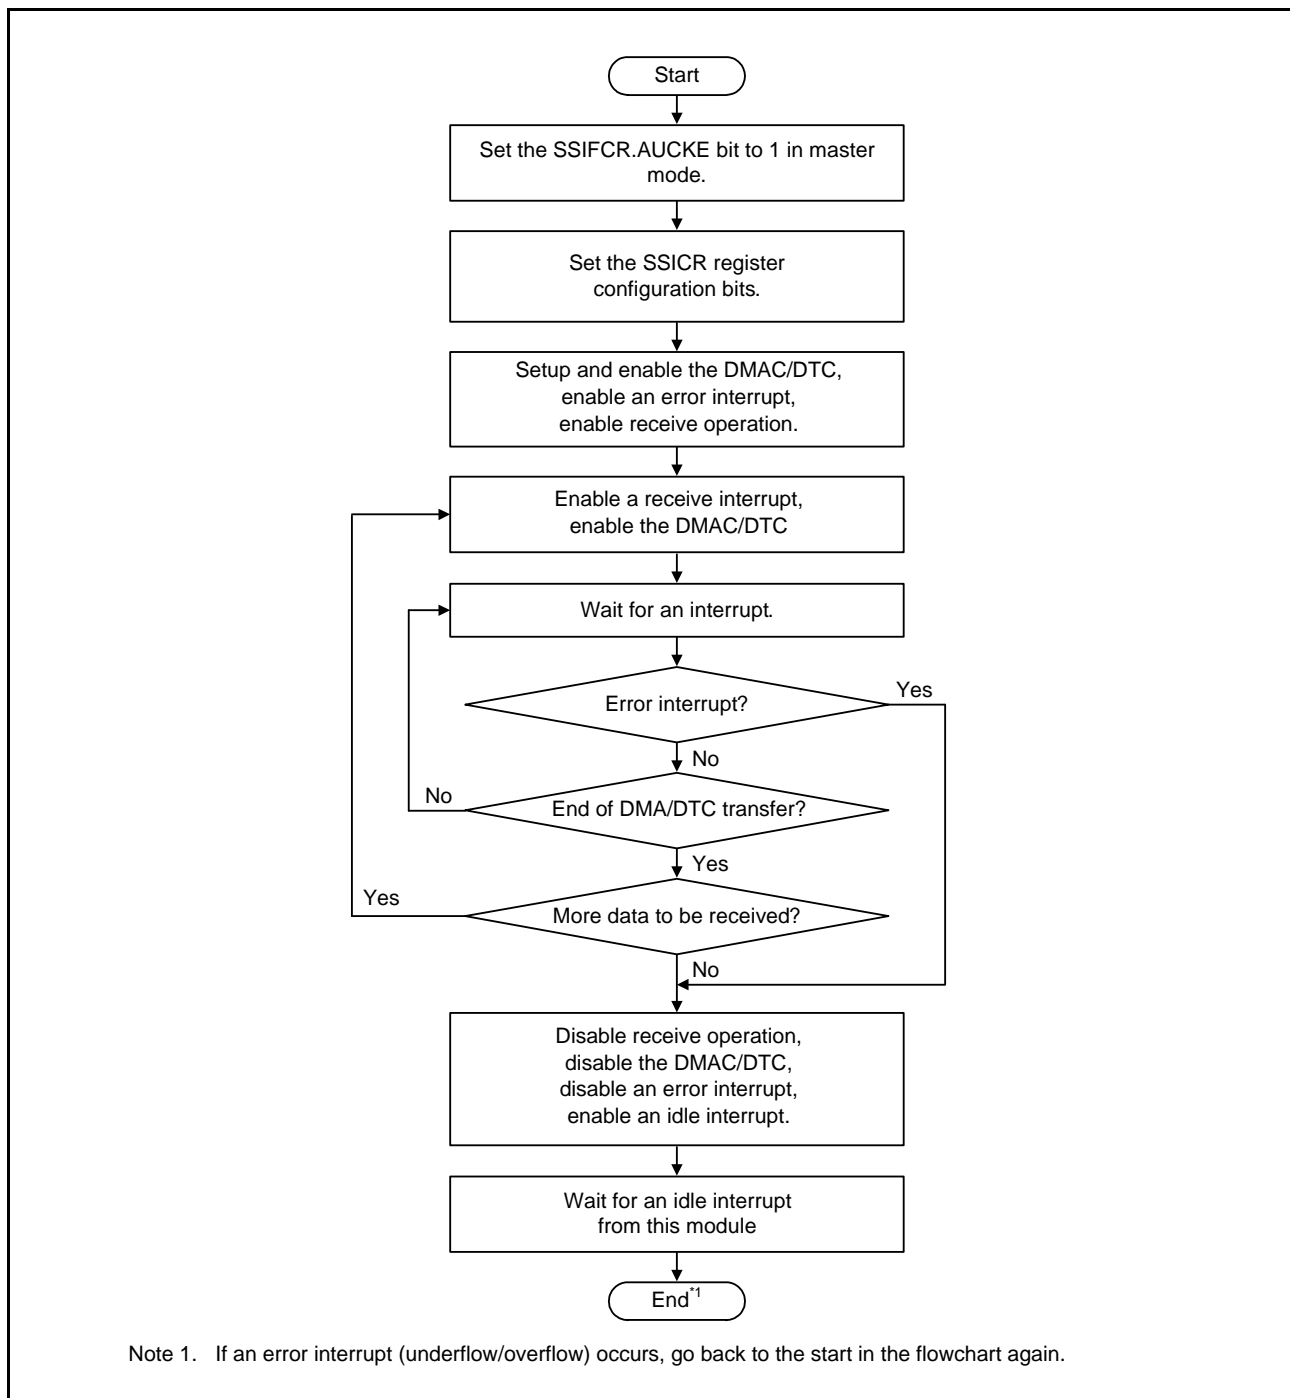 Start
Set the SSIFCR.AUCKE bit to 1 in master
mode.
Set the SSICR register
configuration bits.
Setup and enable the DMAC/DTC,
enable an error interrupt,
enable receive operation.
Enable a receive interrupt,
enable the DMAC/DTC
Wait for an interrupt.
Error interrupt?
Yes
No
End of DMA/DTC transfer?
No
Yes
More data to be received?
Yes
No
Disable receive operation,
disable the DMAC/DTC,
disable an error interrupt,
enable an idle interrupt.
Wait for an idle interrupt
from this module
End*1
Note 1. If an error interrupt (underflow/overflow) occurs, go back to the start in the flowchart again.